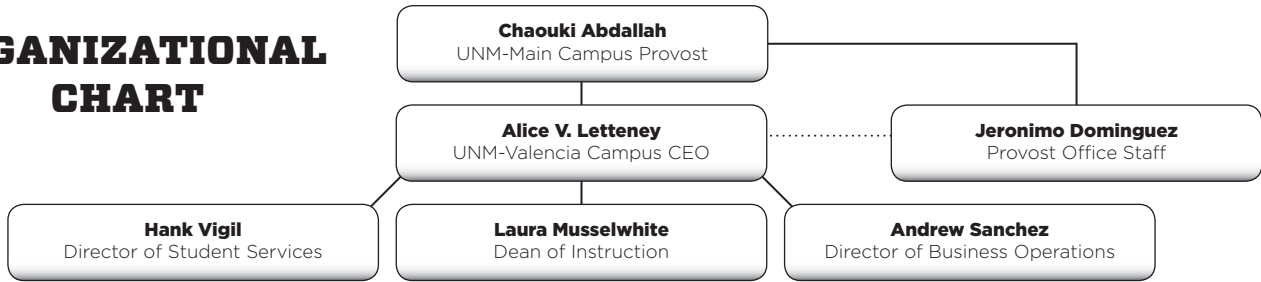 GANIZATIONAL
CHART
Chaouki Abdallah
UNM-Main Campus Provost
Alice V. Letteney
UNM-Valencia Campus CEO
Jeronimo Dominguez
Provost Office Staff
Hank Vigil
Director of Student Services
Laura Musselwhite
Dean of Instruction
Andrew Sanchez
Director of Business Operations